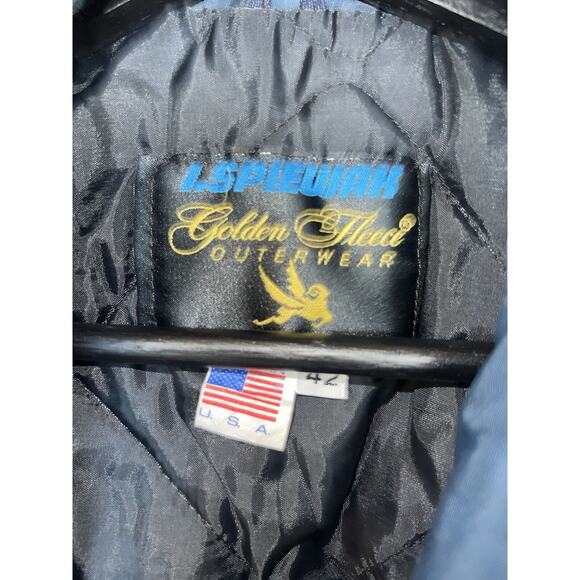 I.SPIEWAK
Golden Fleece®
OUTERWEAR
42
U.S.A